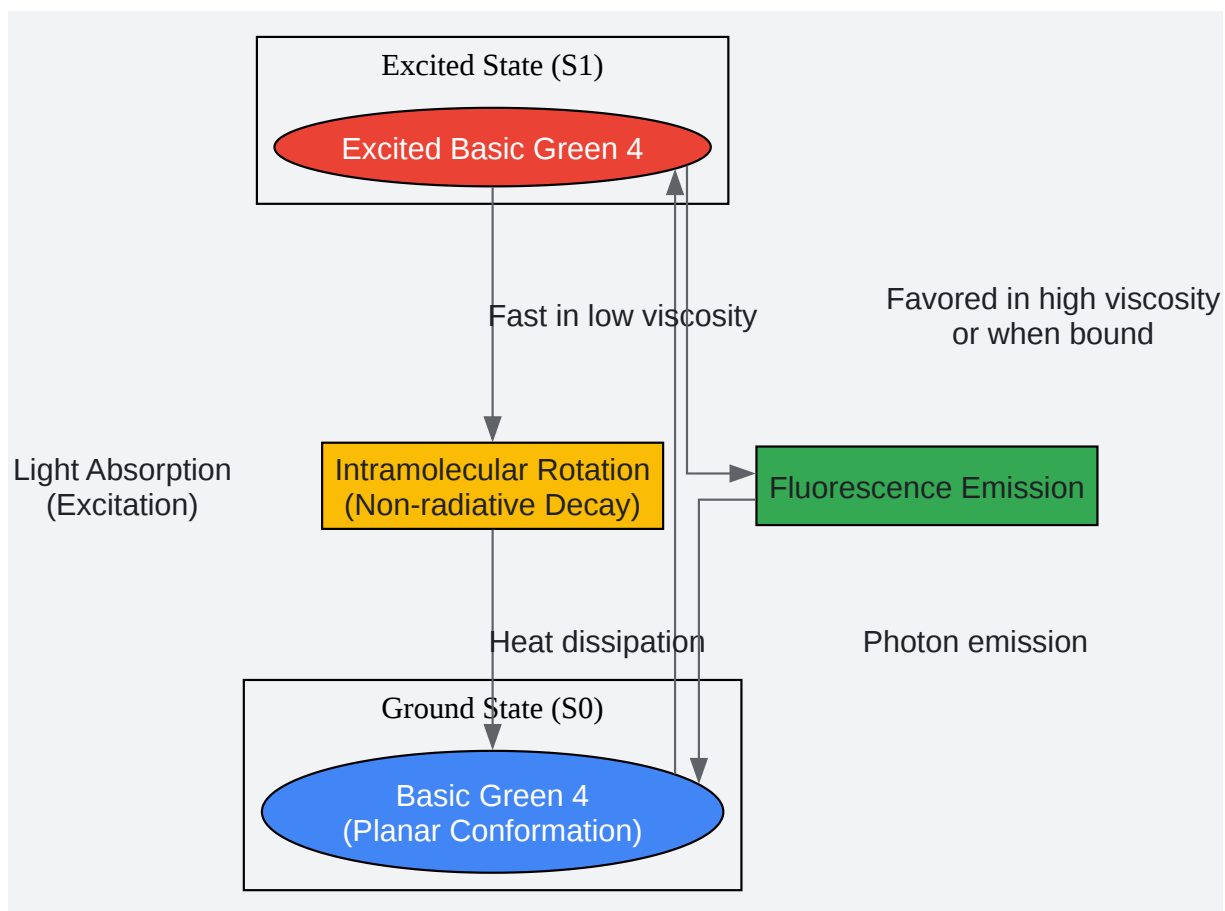 Excited State (S1)
Excited Basic Green 4
Fast in low viscosity
Favored in high viscosity
or when bound
Light Absorption
(Excitation)
Intramolecular Rotation
(Non-radiative Decay)
Fluorescence Emission
Heat dissipation
Photon emission
Ground State (S0)
Basic Green 4
(Planar Conformation)